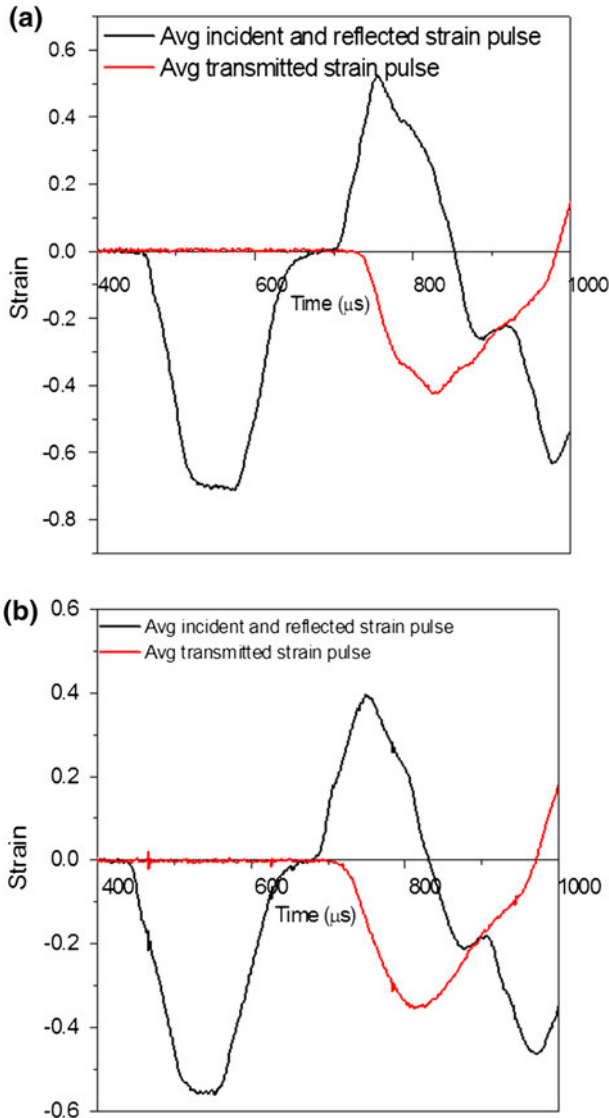 (a)
0.6
Avg incident and reflected strain pulse
Avg transmitted strain pulse
0.4
0.2
0.0
400
600
800
1000
Time (μs)
Strain
-0.2
-0.4
-0.6
-0.8
(b)
0.6
Avg incident and reflected strain pulse
Avg transmitted strain pulse
0.4
0.2
0.0
400
600
800
1000
Time (μs)
Strain
-0.2
-0.4
-0.6